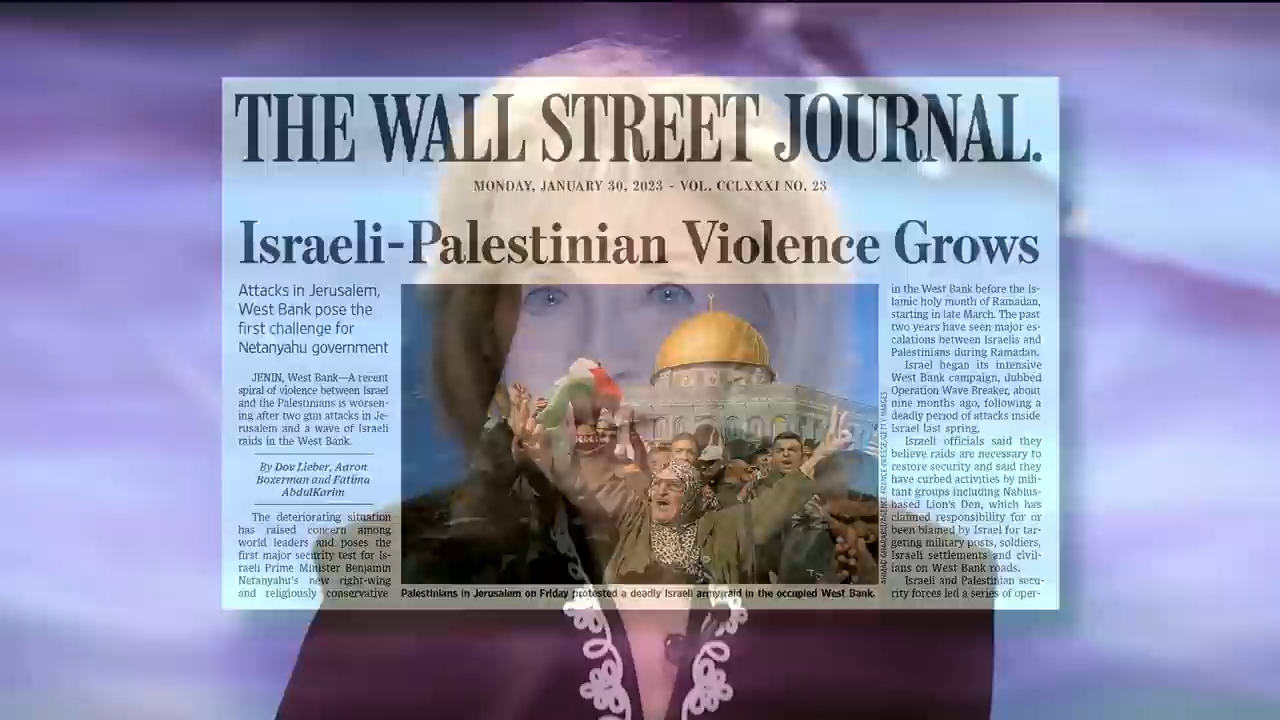 THE WALL STREET JOURNAL.
MONDAY, JANUARY 30, 2023 - VOL. CCLXXXI NO. 23
Israeli-Palestinian Violence Grows
Attacks in Jerusalem,
West Bank pose the
first challenge for
Netanyahu government
JENIN, West Bank—A recent
spiral of violence between Israel
and the Palestinians is worsen-
ing after two gun attacks in Je-
rusalem and a wave of Israeli
raids in the West Bank.
By Dov Lieber, Aaron
Boxerman and Fatima
AbdulKarim
The deteriorating situation
has raised concern among
world leaders and poses the
first major security test for Is-
raeli Prime Minister Benjamin
Netanyahu's new right-wing
and religiously conservative
Palestinians in Jerusalem on Friday protested a deadly Israeli army raid in the occupied West Bank.
in the West Bank before the Is-
lamic holy month of Ramadan,
starting in late March. The past
two years have seen major es-
calations between Israelis and
Palestinians during Ramadan.
Israel began its intensive
West Bank campaign, dubbed
Operation Wave Breaker, about
nine months ago, following a
deadly period of attacks inside
Israel last spring.
Israeli officials said they
believe raids are necessary to
restore security and said they
have curbed activities by mili-
tant groups including Nablus-
based Lion's Den, which has
claimed responsibility for or
been blamed by Israel for tar-
geting military posts, soldiers,
Israeli settlements and civil-
ians on West Bank roads.
Israeli and Palestinian secu-
rity forces led a series of oper-